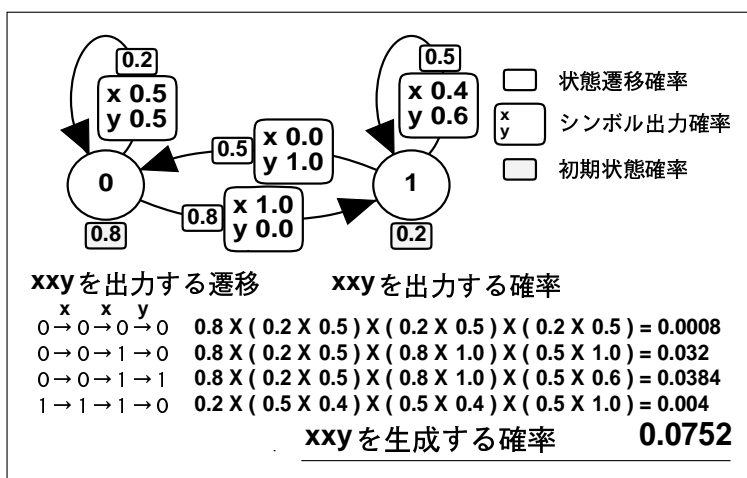 0.2
x 0.5
y 0.5
0
0.8
0.5
x 0.0
y 1.0
0.8
x 1.0
y 0.0
0.5
x 0.4
y 0.6
1
0.2
状態遷移確率
x
y
シンボル出力確率
初期状態確率
xxyを出力する遷移
xxyを出力する確率
x x y
0→0→0→0 0.8 X ( 0.2 X 0.5 ) X ( 0.2 X 0.5 ) X ( 0.2 X 0.5 ) = 0.0008
0→0→1→0 0.8 X ( 0.2 X 0.5 ) X ( 0.8 X 1.0 ) X ( 0.5 X 1.0 ) = 0.032
0→0→1→1 0.8 X ( 0.2 X 0.5 ) X ( 0.8 X 1.0 ) X ( 0.5 X 0.6 ) = 0.0384
1→1→1→0 0.2 X ( 0.5 X 0.4 ) X ( 0.5 X 0.4 ) X ( 0.5 X 1.0 ) = 0.004
xxyを生成する確率 0.0752